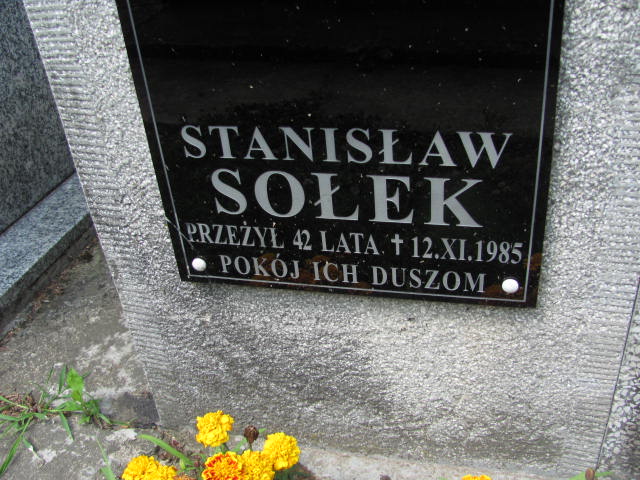 STANISŁAW
SOŁEK
PRZEŻYŁ 42 LATA † 12.XI.1985
POKÓJ ICH DUSZOM